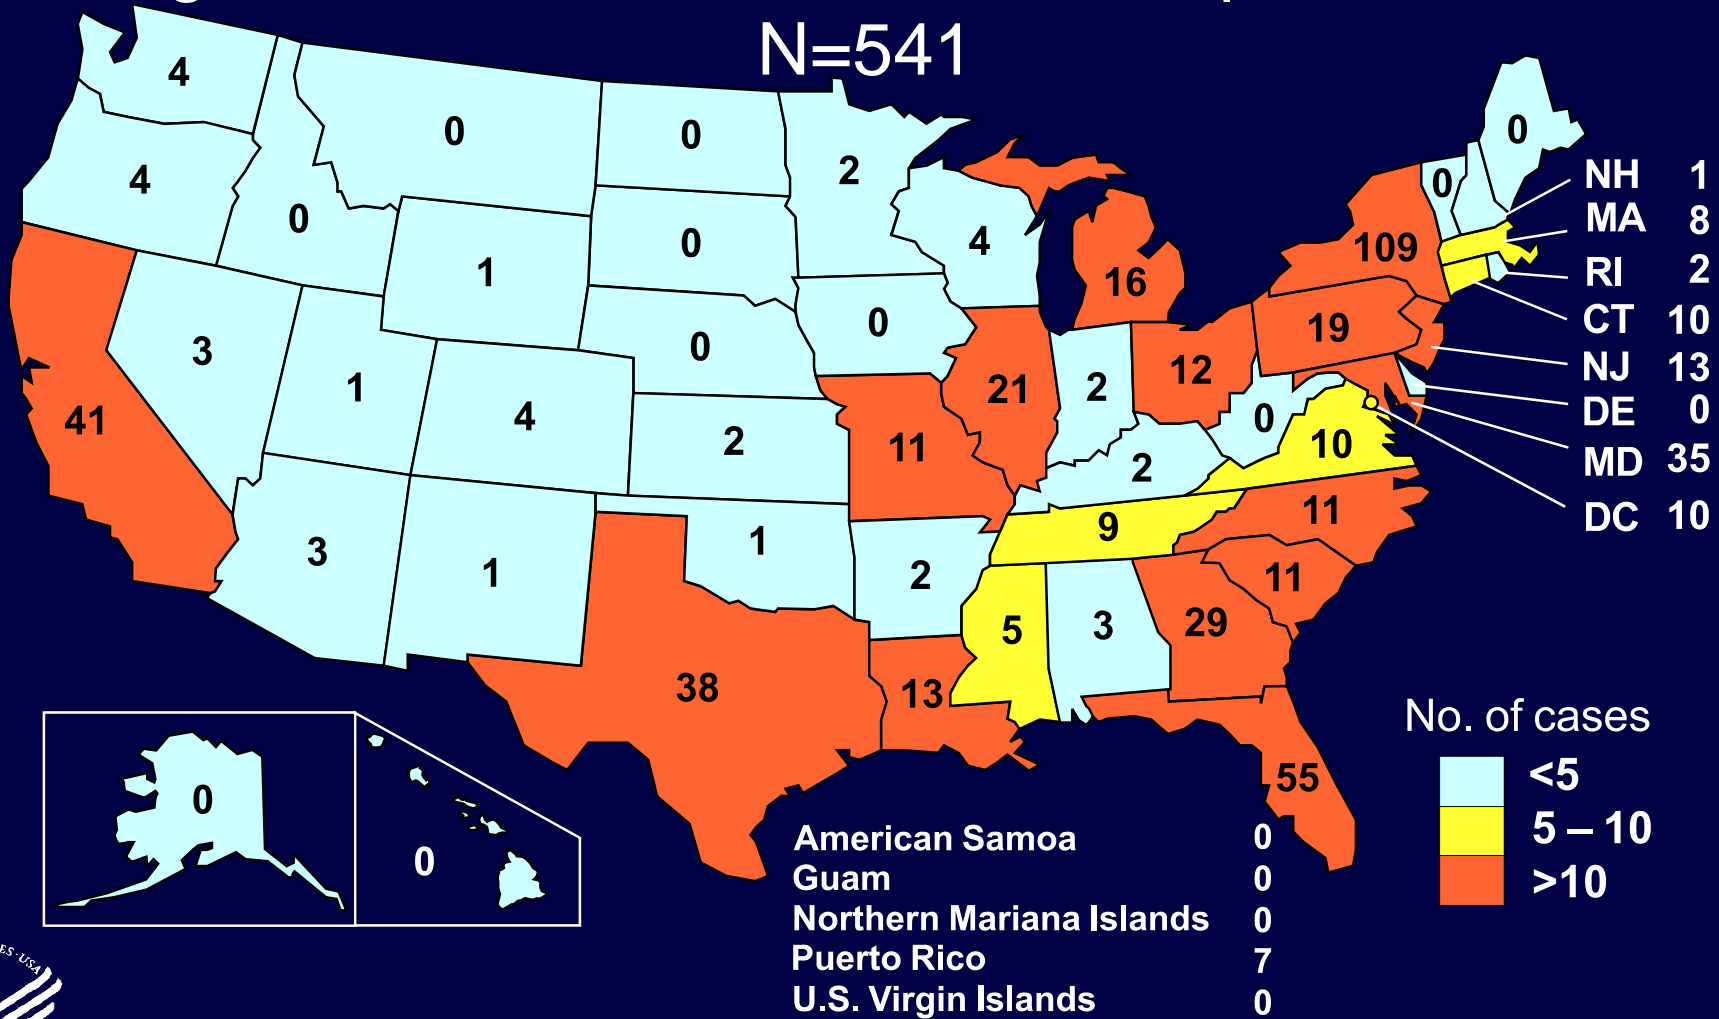 N=541
4
0
0
2
0
4
0
0
NH 1
MA 8
0
0
4
109
RI 2
1
16
CT 10
0
19
3
0
NJ 13
12
1
21
2
DE 0
4
0
41
2
11
10
MD 35
2
9
11
DC 10
3
1
1
2
11
5
3
29
38
13
No. of cases
<5
5 – 10
>10
55
0
0
American Samoa 0
Guam 0
Northern Mariana Islands 0
Puerto Rico 7
U.S. Virgin Islands 0
ES·USA